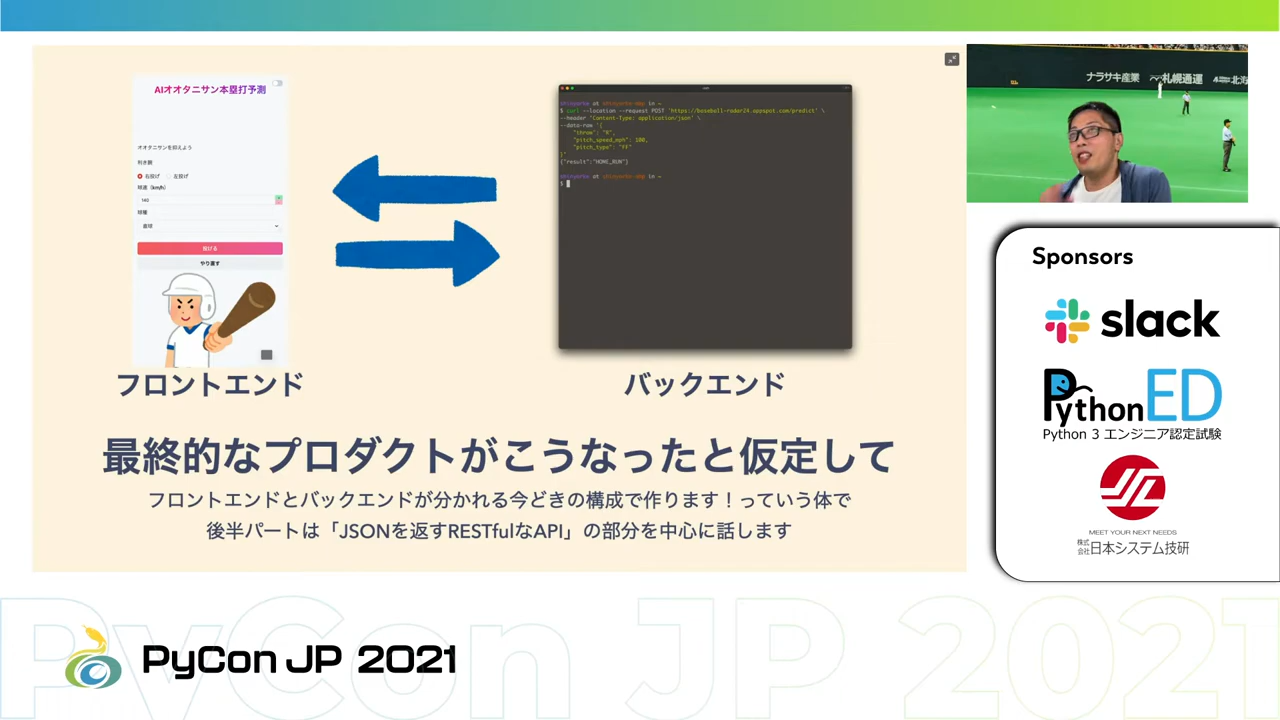 AIオオタニサン本塁打予測
オオタニサンを抑えよう
利き腕
右投げ 左投げ
球速 (km/h)
140
球種
直球
投げる
やり直す
フロントエンド
$ curl --location --request POST 'https://baseball-radar24.appspot.com/predict' \
--header 'Content-Type: application/json' \
--data-raw '{
"throw": "R",
"pitch_speed_mph": 100,
"pitch_type": "FF"
}'
{"result":"HOME_RUN"}
$
バックエンド
最終的なプロダクトがこうなったと仮定して
フロントエンドとバックエンドが分かれる今どきの構成で作ります！っていう体で
後半パートは「JSONを返すRESTfulなAPI」の部分を中心に話します
ナラサキ産業
札幌通運
Sponsors
slack
PythonED
Python 3 エンジニア認定試験
MEET YOUR NEXT NEEDS
株式会社日本システム技研
PyCon JP 2021
PyCon JP 2021